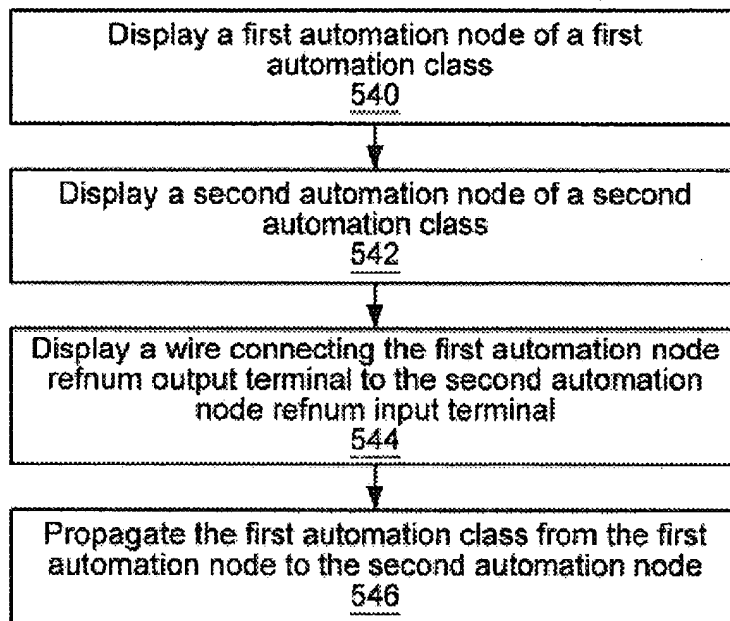 Display a first automation node of a first
automation class
540
Display a second automation node of a second
automation class
542
Display a wire connecting the first automation node
refnum output terminal to the second automation
node refnum input terminal
544
Propagate the first automation class from the first
automation node to the second automation node
546